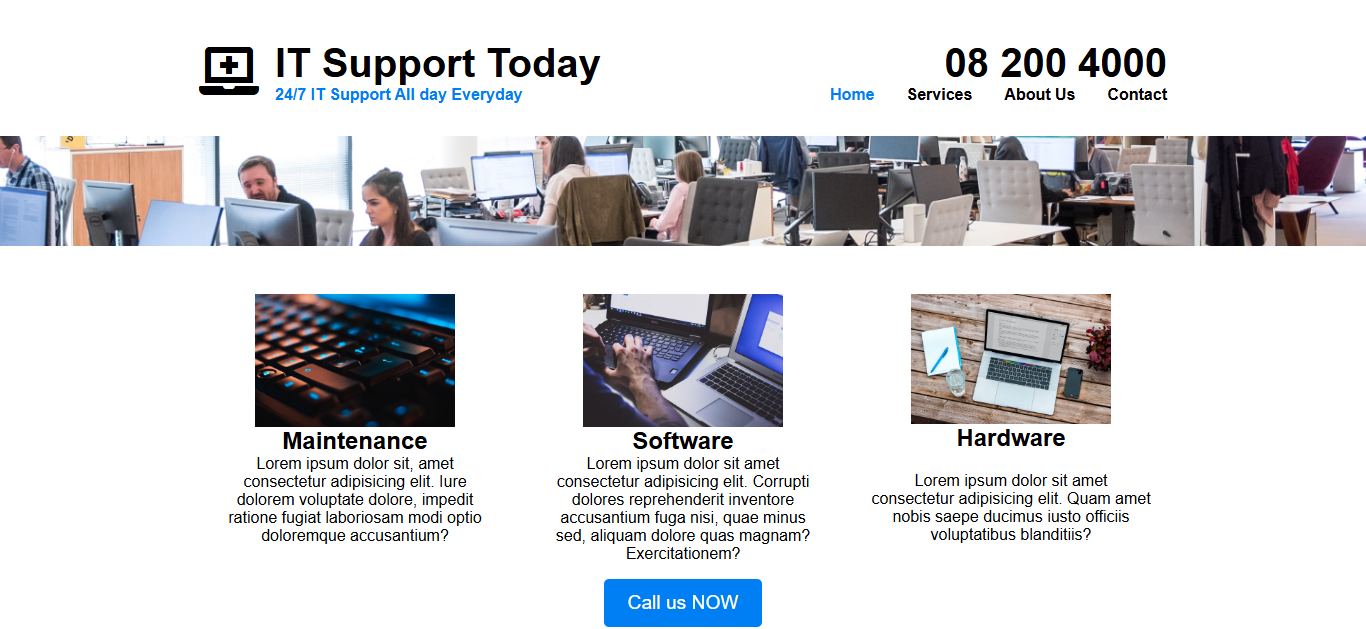 IT Support Today
24/7 IT Support All day Everyday
08 200 4000
Home Services About Us Contact
Maintenance
Lorem ipsum dolor sit, amet
consectetur adipisicing elit. Iure
dolorem voluptate dolore, impedit
ratione fugiat laboriosam modi optio
doloremque accusantium?
Software
Lorem ipsum dolor sit amet
consectetur adipisicing elit. Corrupti
dolores reprehenderit inventore
accusantium fuga nisi, quae minus
sed, aliquam dolore quas magnam?
Exercitationem?
Hardware
Lorem ipsum dolor sit amet
consectetur adipisicing elit. Quam amet
nobis saepe ducimus iusto officiis
voluptatibus blanditiis?
Call us NOW